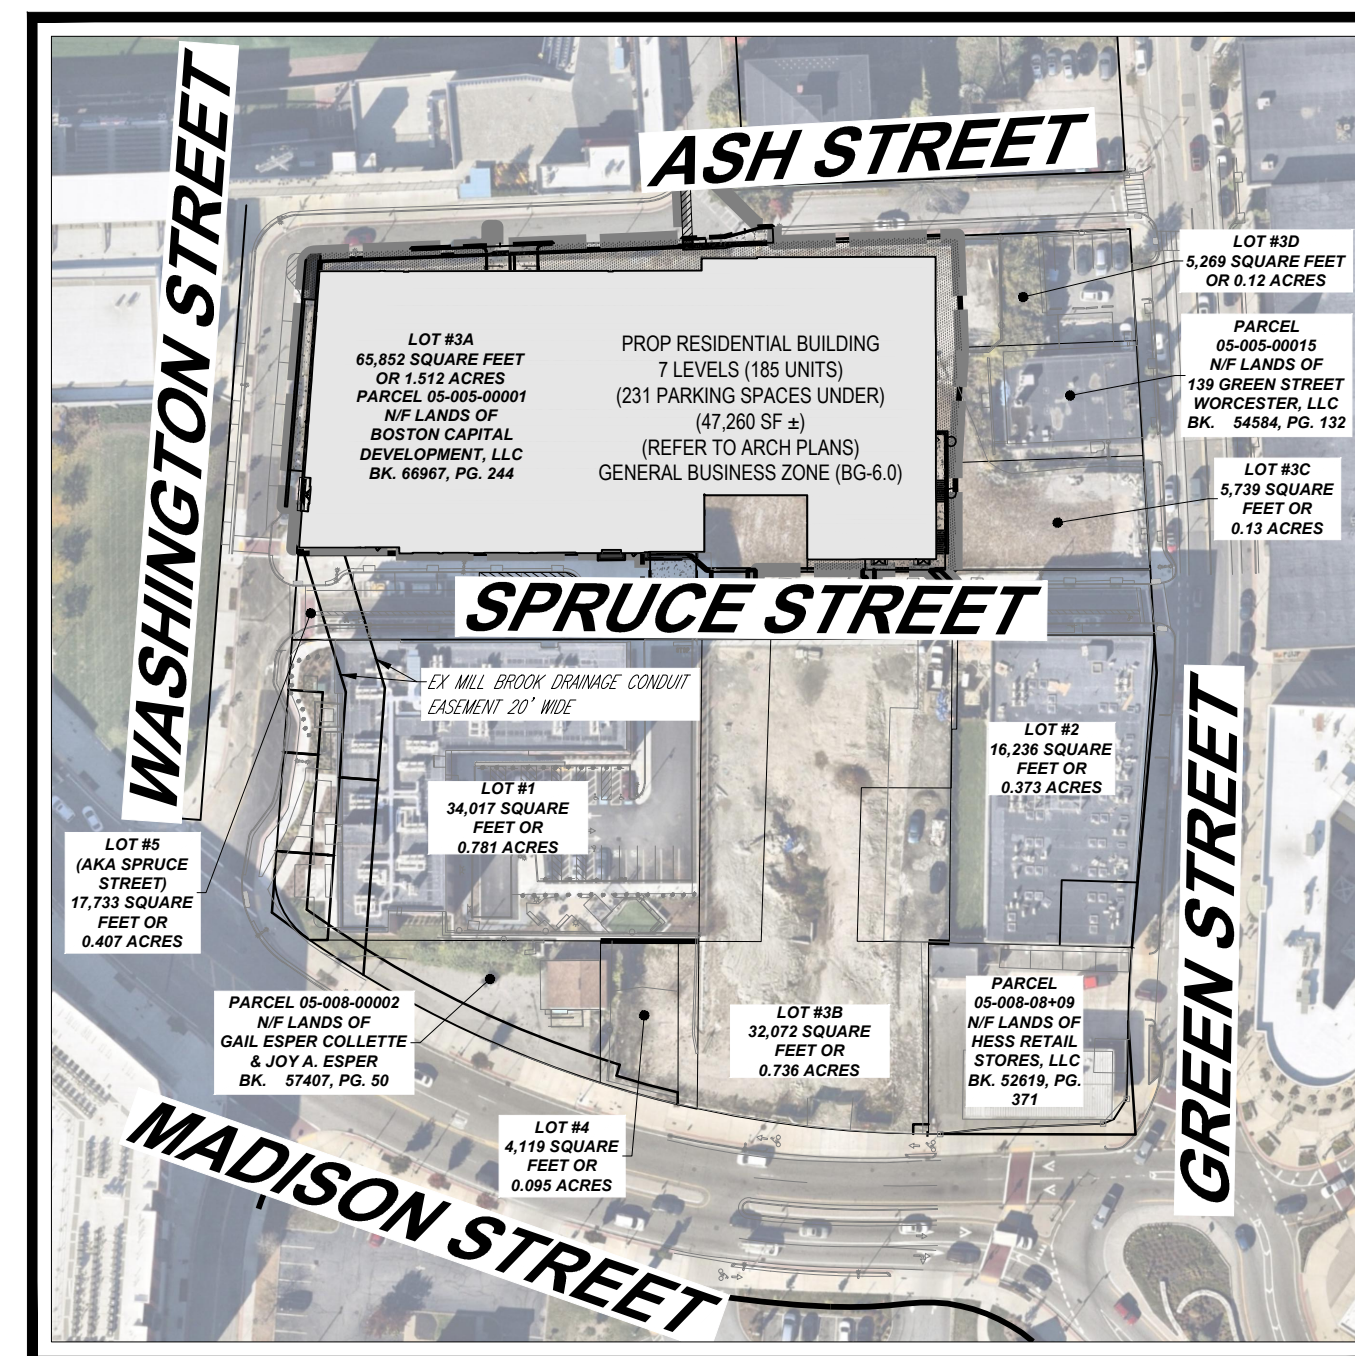 WASHINGTON STREET
ASH STREET
LOT #3D
5,269 SQUARE FEET
OR 0.12 ACRES
PARCEL
05-005-00015
N/F LANDS OF
139 GREEN STREET
WORCESTER, LLC
BK. 54584, PG. 132
LOT #3A
65,852 SQUARE FEET
OR 1.512 ACRES
PARCEL 05-005-00001
N/F LANDS OF
BOSTON CAPITAL
DEVELOPMENT, LLC
BK. 66967, PG. 244
PROP RESIDENTIAL BUILDING
7 LEVELS (185 UNITS)
(231 PARKING SPACES UNDER)
(47,260 SF ±)
(REFER TO ARCH PLANS)
GENERAL BUSINESS ZONE (BG-6.0)
LOT #3C
5,739 SQUARE
FEET OR
0.13 ACRES
SPRUCE STREET
EX MILL BROOK DRAINAGE CONDUIT
EASEMENT 20' WIDE
LOT #2
16,236 SQUARE
FEET OR
0.373 ACRES
LOT #1
34,017 SQUARE
FEET OR
0.781 ACRES
LOT #5
(AKA SPRUCE
STREET)
17,733 SQUARE
FEET OR
0.407 ACRES
GREEN STREET
PARCEL 05-008-00002
N/F LANDS OF
GAIL ESPER COLLETTE
& JOY A. ESPER
BK. 57407, PG. 50
LOT #3B
32,072 SQUARE
FEET OR
0.736 ACRES
PARCEL
05-008-08+09
N/F LANDS OF
HESS RETAIL
STORES, LLC
BK. 52619, PG.
371
LOT #4
4,119 SQUARE
FEET OR
0.095 ACRES
MADISON STREET